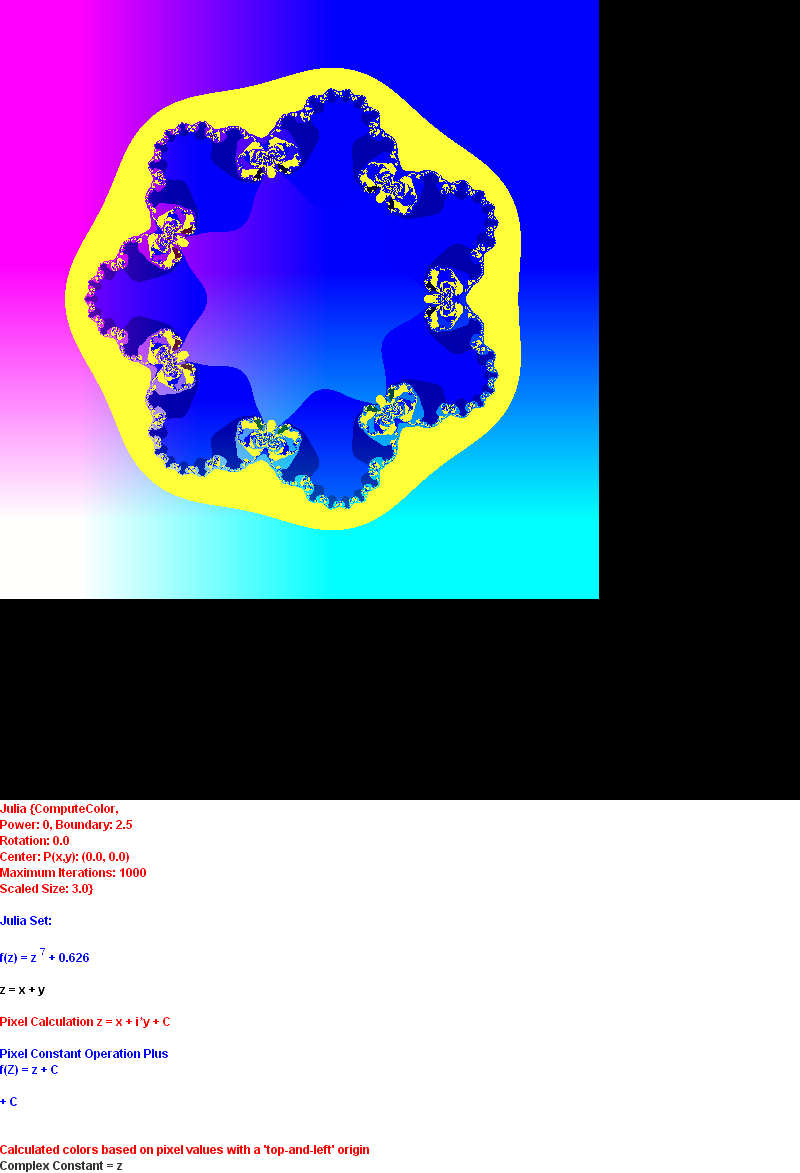 Julia {ComputeColor,
Power: 0, Boundary: 2.5
Rotation: 0.0
Center: P(x,y): (0.0, 0.0)
Maximum Iterations: 1000
Scaled Size: 3.0}
Julia Set:
f(z) = z ⁷ + 0.626
z = x + y
Pixel Calculation z = x + i*y + C
Pixel Constant Operation Plus
f(Z) = z + C
+ C
Calculated colors based on pixel values with a 'top-and-left' origin
Complex Constant = z